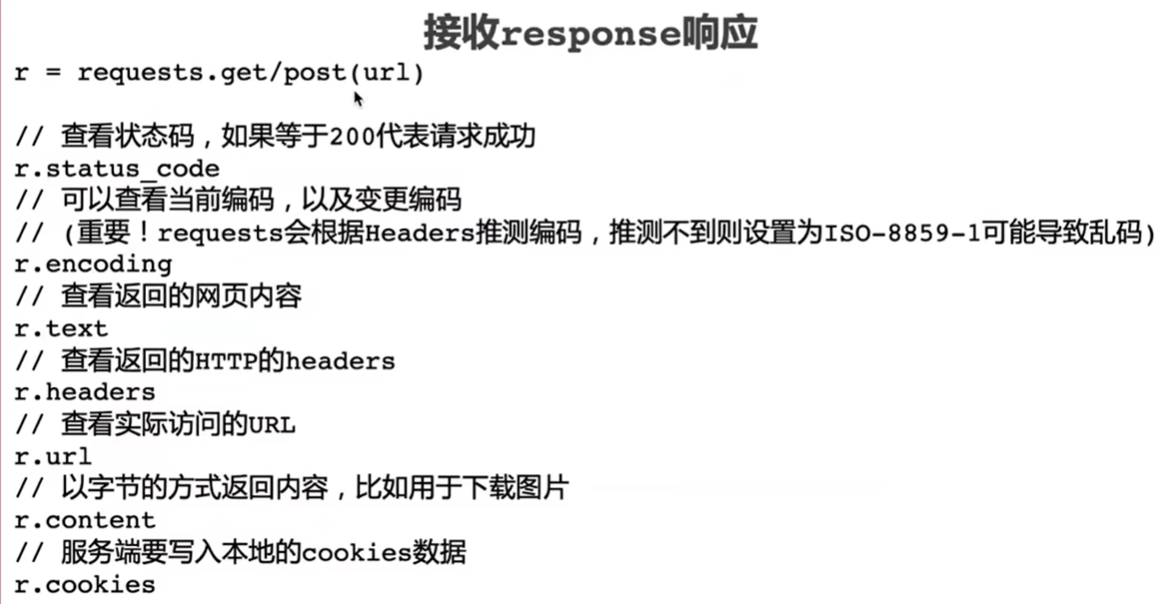 接收response响应
r = requests.get/post(url)
// 查看状态码，如果等于200代表请求成功
r.status_code
// 可以查看当前编码，以及变更编码
// (重要！requests会根据Headers推测编码，推测不到则设置为ISO-8859-1可能导致乱码)
r.encoding
// 查看返回的网页内容
r.text
// 查看返回的HTTP的headers
r.headers
// 查看实际访问的URL
r.url
// 以字节的方式返回内容，比如用于下载图片
r.content
// 服务端要写入本地的cookies数据
r.cookies